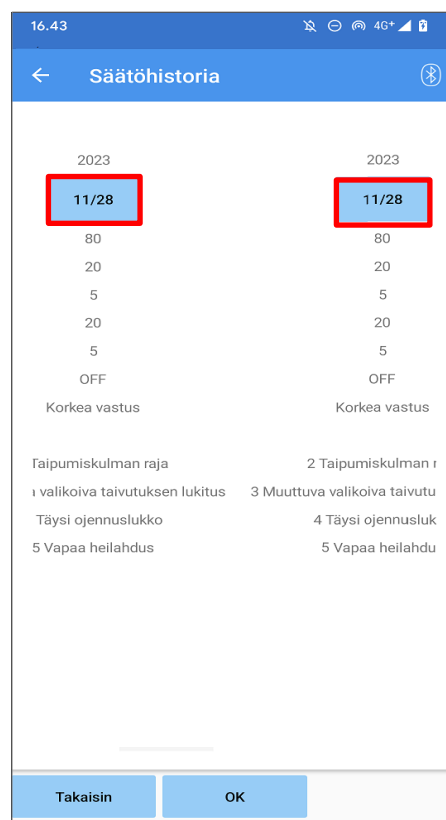 16.43 4G+
Säätöhistoria
2023 2023
11/28 11/28
80 80
20 20
5 5
20 20
5 5
OFF OFF
Korkea vastus Korkea vastus
Taipumiskulman raja 2 Taipumiskulman r
valikoiva taivutuksen lukitus 3 Muuttuva valikoiva taivutu
Täysi ojennuslukko 4 Täysi ojennusluk
5 Vapaa heilahdus 5 Vapaa heilahdu
Takaisin OK